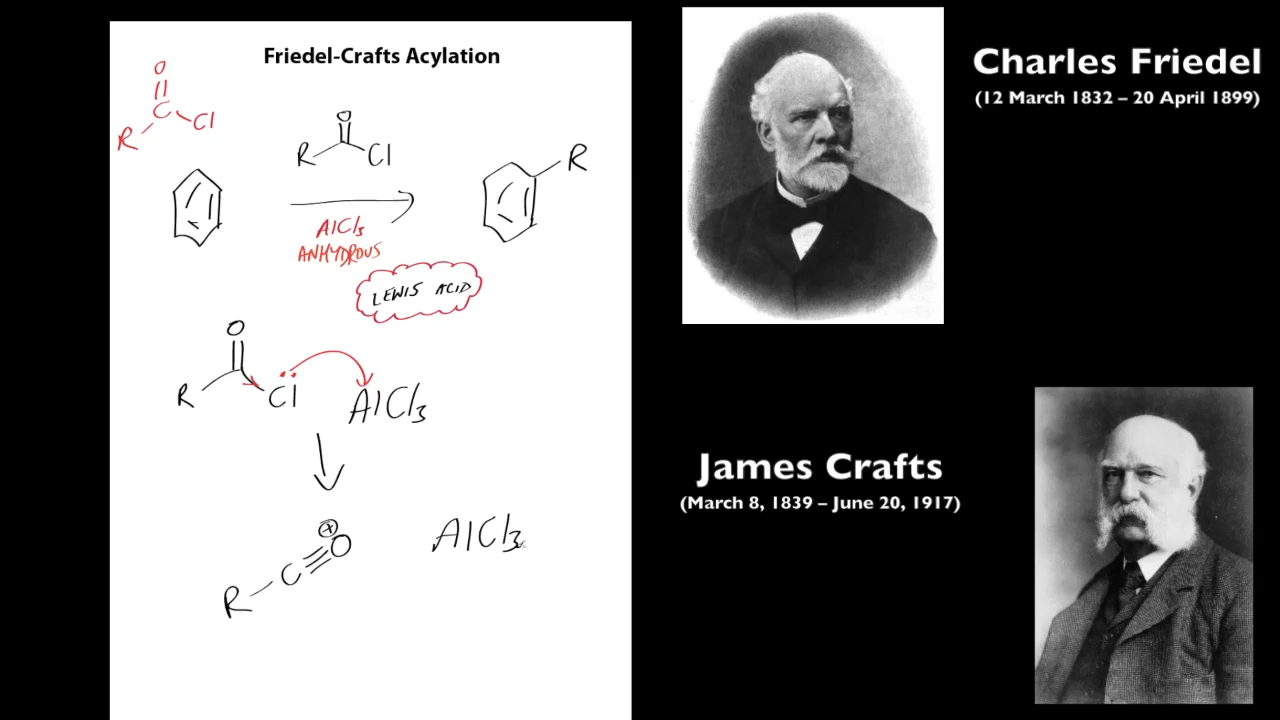 Friedel-Crafts Acylation
O
C
R
Cl
O
R
Cl
R
AlCl₃
ANHYDROUS
LEWIS ACID
O
R
Cl
AlCl₃
+
R
C
O
AlCl₃
Charles Friedel
(12 March 1832 – 20 April 1899)
James Crafts
(March 8, 1839 – June 20, 1917)